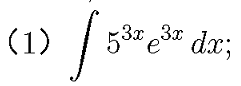 (1) ∫ 5^{3x} e^{3x} dx;